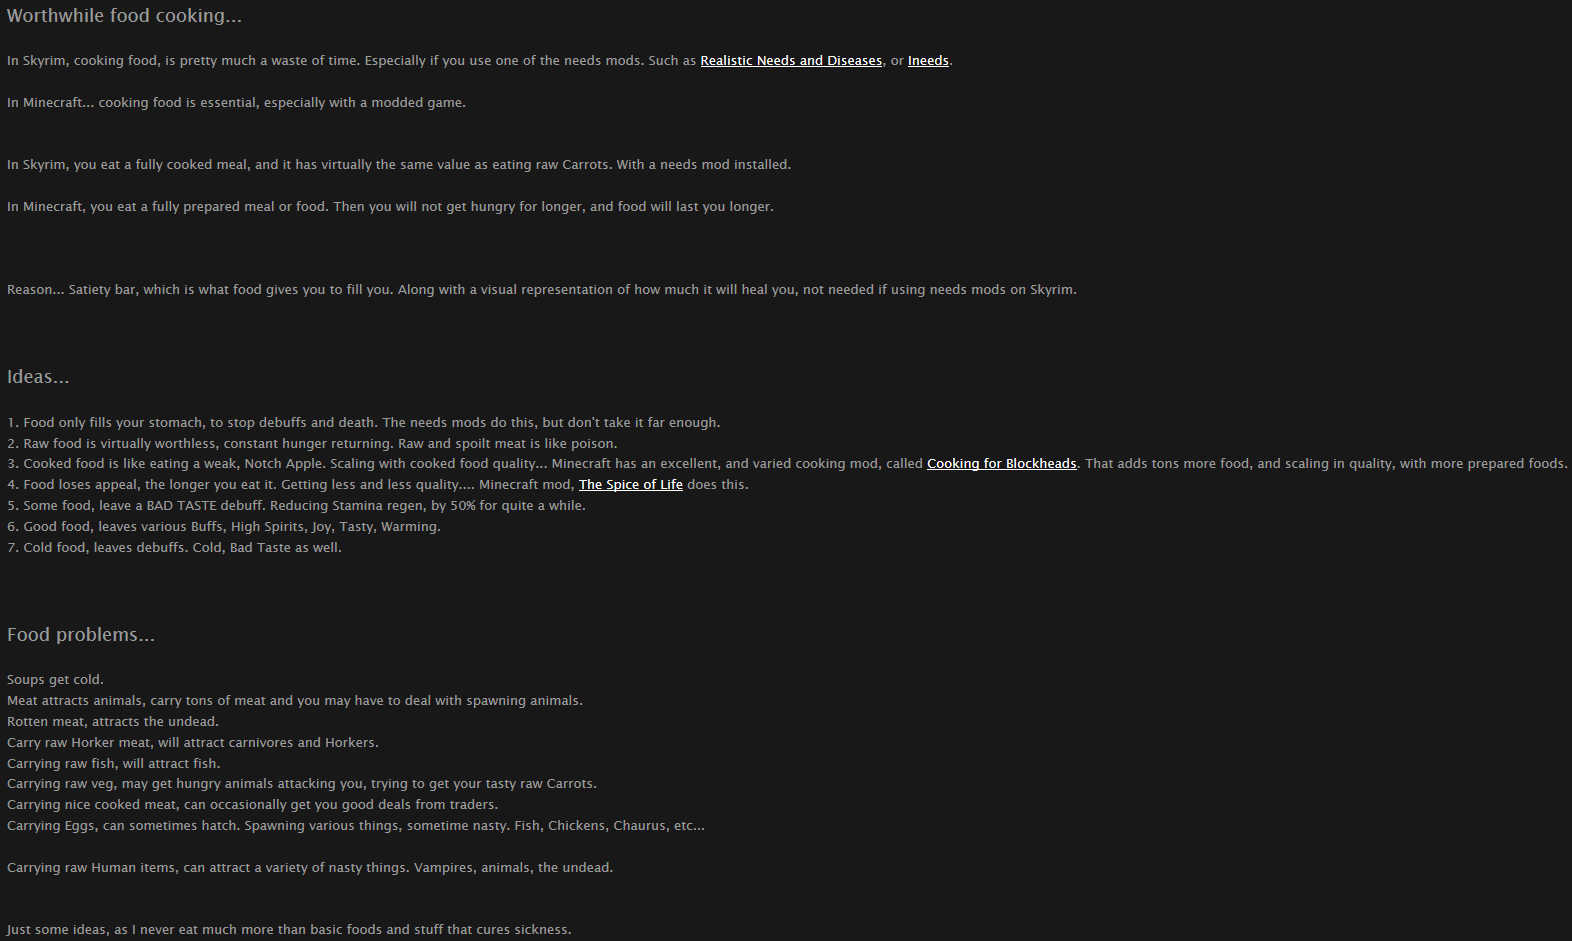 Worthwhile food cooking...
In Skyrim, cooking food, is pretty much a waste of time. Especially if you use one of the needs mods. Such as Realistic Needs and Diseases, or Ineeds.
In Minecraft... cooking food is essential, especially with a modded game.
In Skyrim, you eat a fully cooked meal, and it has virtually the same value as eating raw Carrots. With a needs mod installed.
In Minecraft, you eat a fully prepared meal or food. Then you will not get hungry for longer, and food will last you longer.
Reason... Satiety bar, which is what food gives you to fill you. Along with a visual representation of how much it will heal you, not needed if using needs mods on Skyrim.
Ideas...
1. Food only fills your stomach, to stop debuffs and death. The needs mods do this, but don't take it far enough.
2. Raw food is virtually worthless, constant hunger returning. Raw and spoilt meat is like poison.
3. Cooked food is like eating a weak, Notch Apple. Scaling with cooked food quality... Minecraft has an excellent, and varied cooking mod, called Cooking for Blockheads. That adds tons more food, and scaling in quality, with more prepared foods.
4. Food loses appeal, the longer you eat it. Getting less and less quality.... Minecraft mod, The Spice of Life does this.
5. Some food, leave a BAD TASTE debuff. Reducing Stamina regen, by 50% for quite a while.
6. Good food, leaves various Buffs, High Spirits, Joy, Tasty, Warming.
7. Cold food, leaves debuffs. Cold, Bad Taste as well.
Food problems...
Soups get cold.
Meat attracts animals, carry tons of meat and you may have to deal with spawning animals.
Rotten meat, attracts the undead.
Carry raw Horker meat, will attract carnivores and Horkers.
Carrying raw fish, will attract fish.
Carrying raw veg, may get hungry animals attacking you, trying to get your tasty raw Carrots.
Carrying nice cooked meat, can occasionally get you good deals from traders.
Carrying Eggs, can sometimes hatch. Spawning various things, sometime nasty. Fish, Chickens, Chaurus, etc...
Carrying raw Human items, can attract a variety of nasty things. Vampires, animals, the undead.
Just some ideas, as I never eat much more than basic foods and stuff that cures sickness.